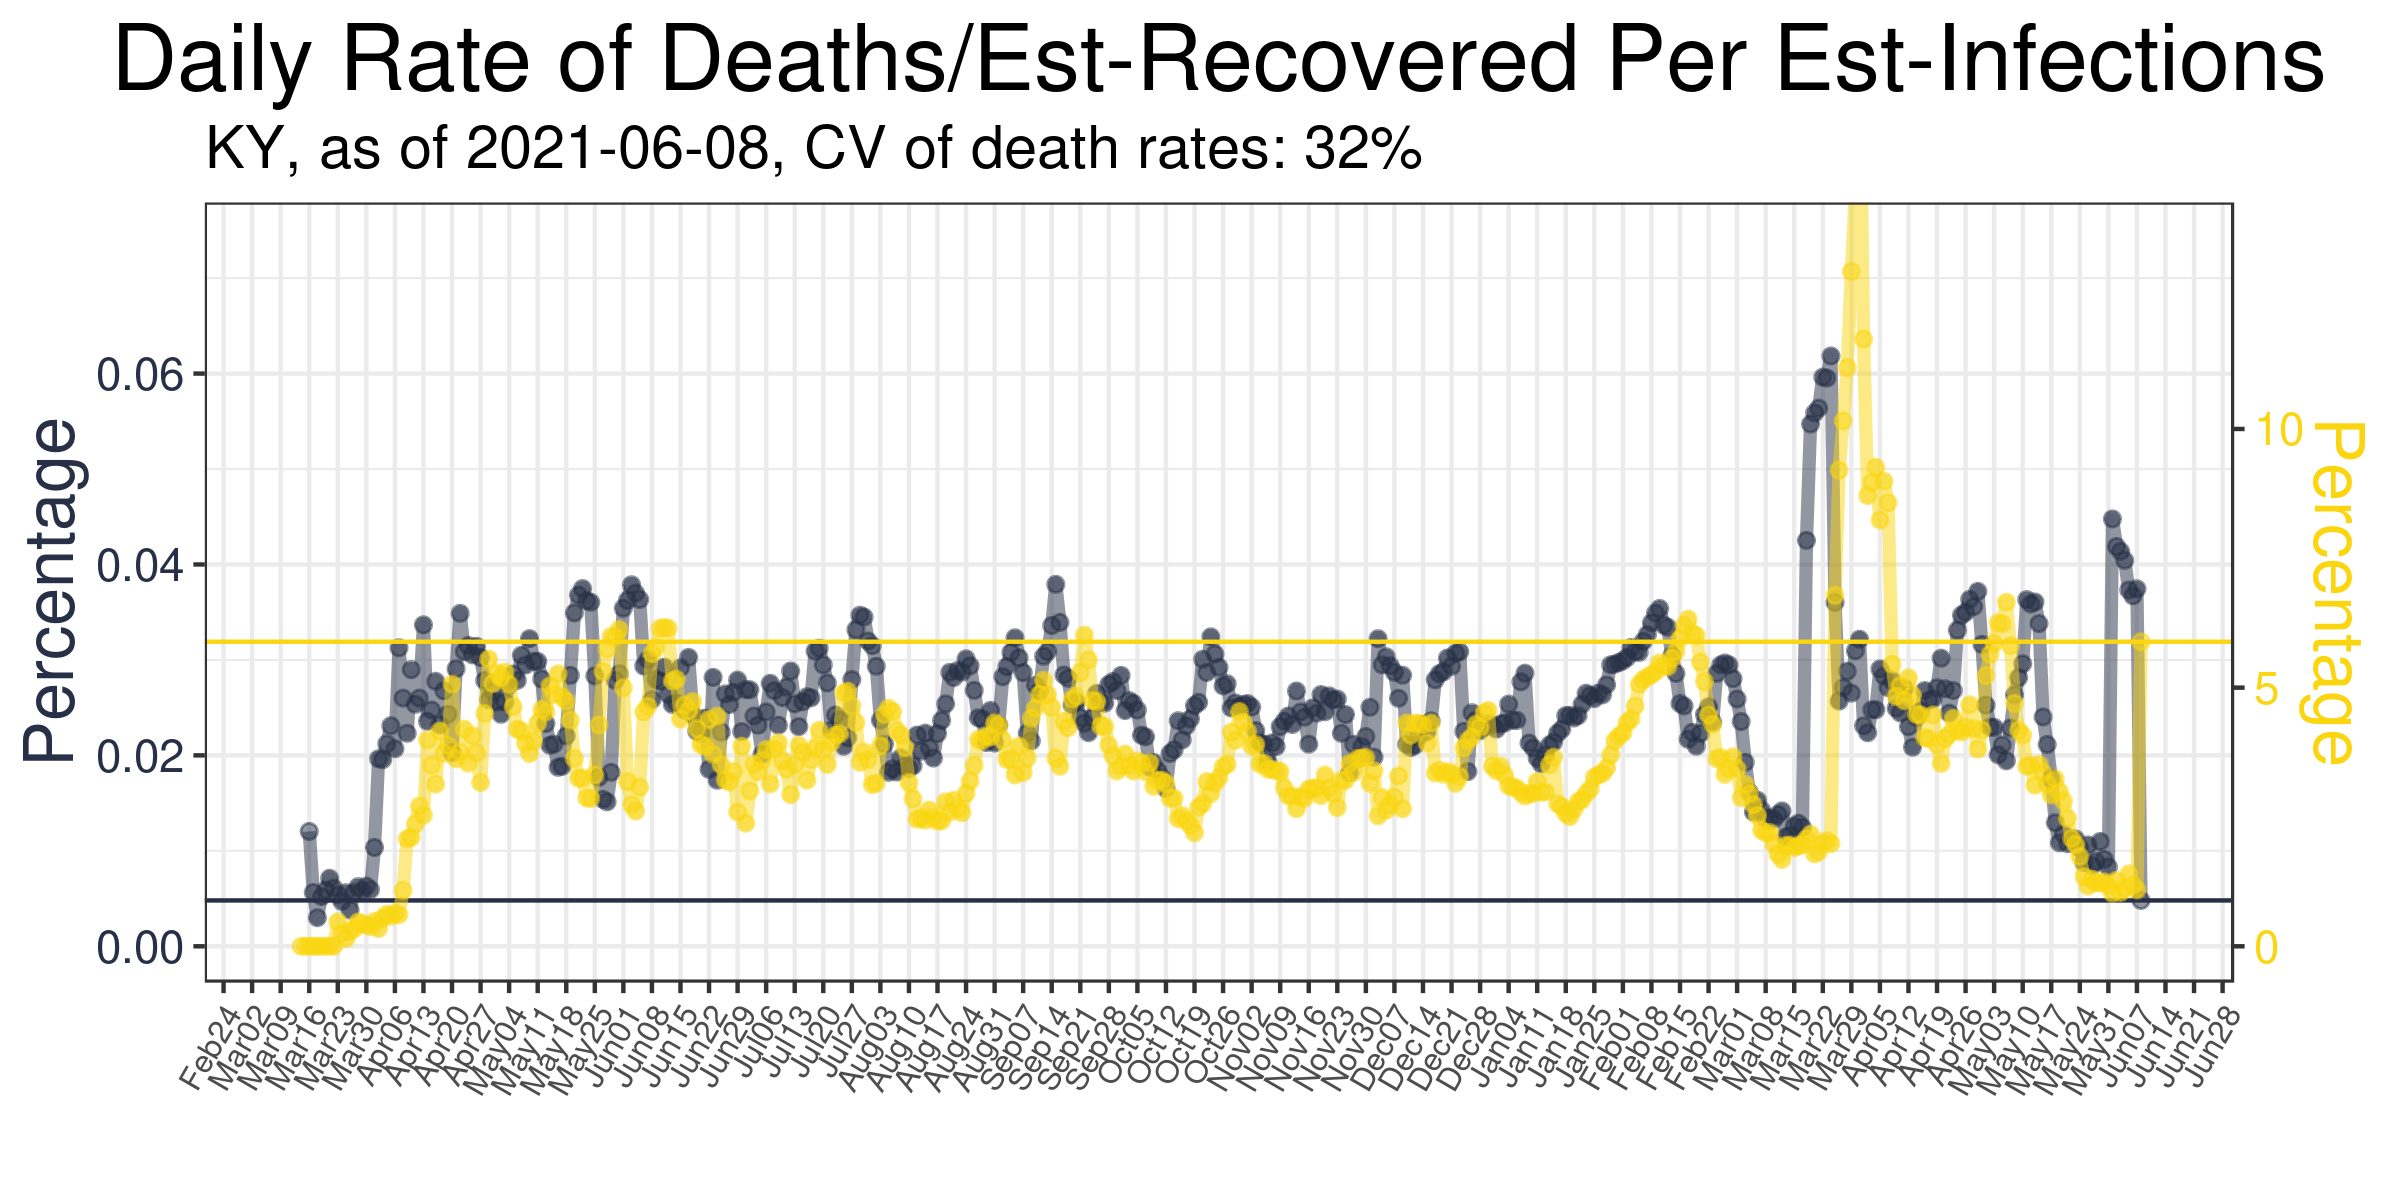 Daily Rate of Deaths/Est-Recovered Per Est-Infections
KY, as of 2021-06-08, CV of death rates: 32%
Percentage
0.06
0.04
0.02
0.00
10
5
0
Percentage
Feb24
Mar02
Mar09
Mar16
Mar23
Mar30
Apr06
Apr13
Apr20
Apr27
May04
May11
May18
May25
Jun01
Jun08
Jun15
Jun22
Jun29
Jul06
Jul13
Jul20
Jul27
Aug03
Aug10
Aug17
Aug24
Aug31
Sep07
Sep14
Sep21
Sep28
Oct05
Oct12
Oct19
Oct26
Nov02
Nov09
Nov16
Nov23
Nov30
Dec07
Dec14
Dec21
Dec28
Jan04
Jan11
Jan18
Jan25
Feb01
Feb08
Feb15
Feb22
Mar01
Mar08
Mar15
Mar22
Mar29
Apr05
Apr12
Apr19
Apr26
May03
May10
May17
May24
May31
Jun07
Jun14
Jun21
Jun28